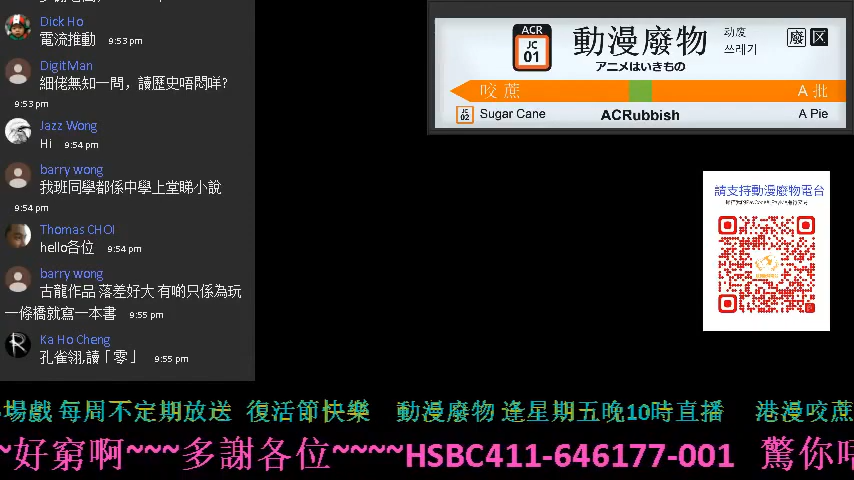 Dick Ho
電流推動 9:53 pm
DigitMan
細佬無知一問，讀歷史唔悶咩?
9:53 pm
Jazz Wong
Hi 9:54 pm
barry wong
我班同學都係中學上堂睇小說
9:54 pm
Thomas CHOI
hello各位 9:54 pm
barry wong
古龍作品 落差好大 有啲只係為玩
一條橋就寫一本書 9:55 pm
Ka Ho Cheng
孔雀翎,讀「零」 9:55 pm
ACR
JC
01
動漫廢物
アニメはいきもの
动废
쓰레기
廢区
咬蔗
A 批
JC
02
Sugar Cane
ACRubbish
A Pie
請支持動漫廢物電台
場戲 每周不定期放送 復活節快樂 動漫廢物 逢星期五晚10時直播 港漫咬蔗
~好窮啊~~~多謝各位~~~~HSBC411-646177-001 驚你唔